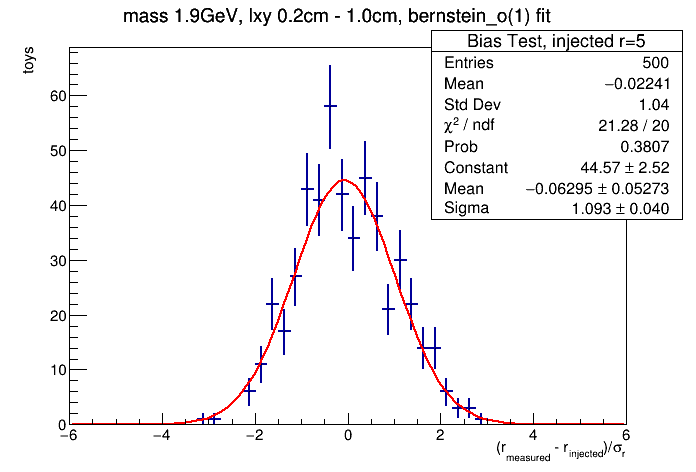 mass 1.9GeV, lxy 0.2cm - 1.0cm, bernstein_o(1) fit
Bias Test, injected r=5
Entries 500
Mean −0.02241
Std Dev 1.04
χ² / ndf 21.28 / 20
Prob 0.3807
Constant 44.57 ± 2.52
Mean −0.06295 ± 0.05273
Sigma 1.093 ± 0.040
toys
60
50
40
30
20
10
0
−6 −4 −2 0 2 4 6
(r_measured - r_injected)/σ_r